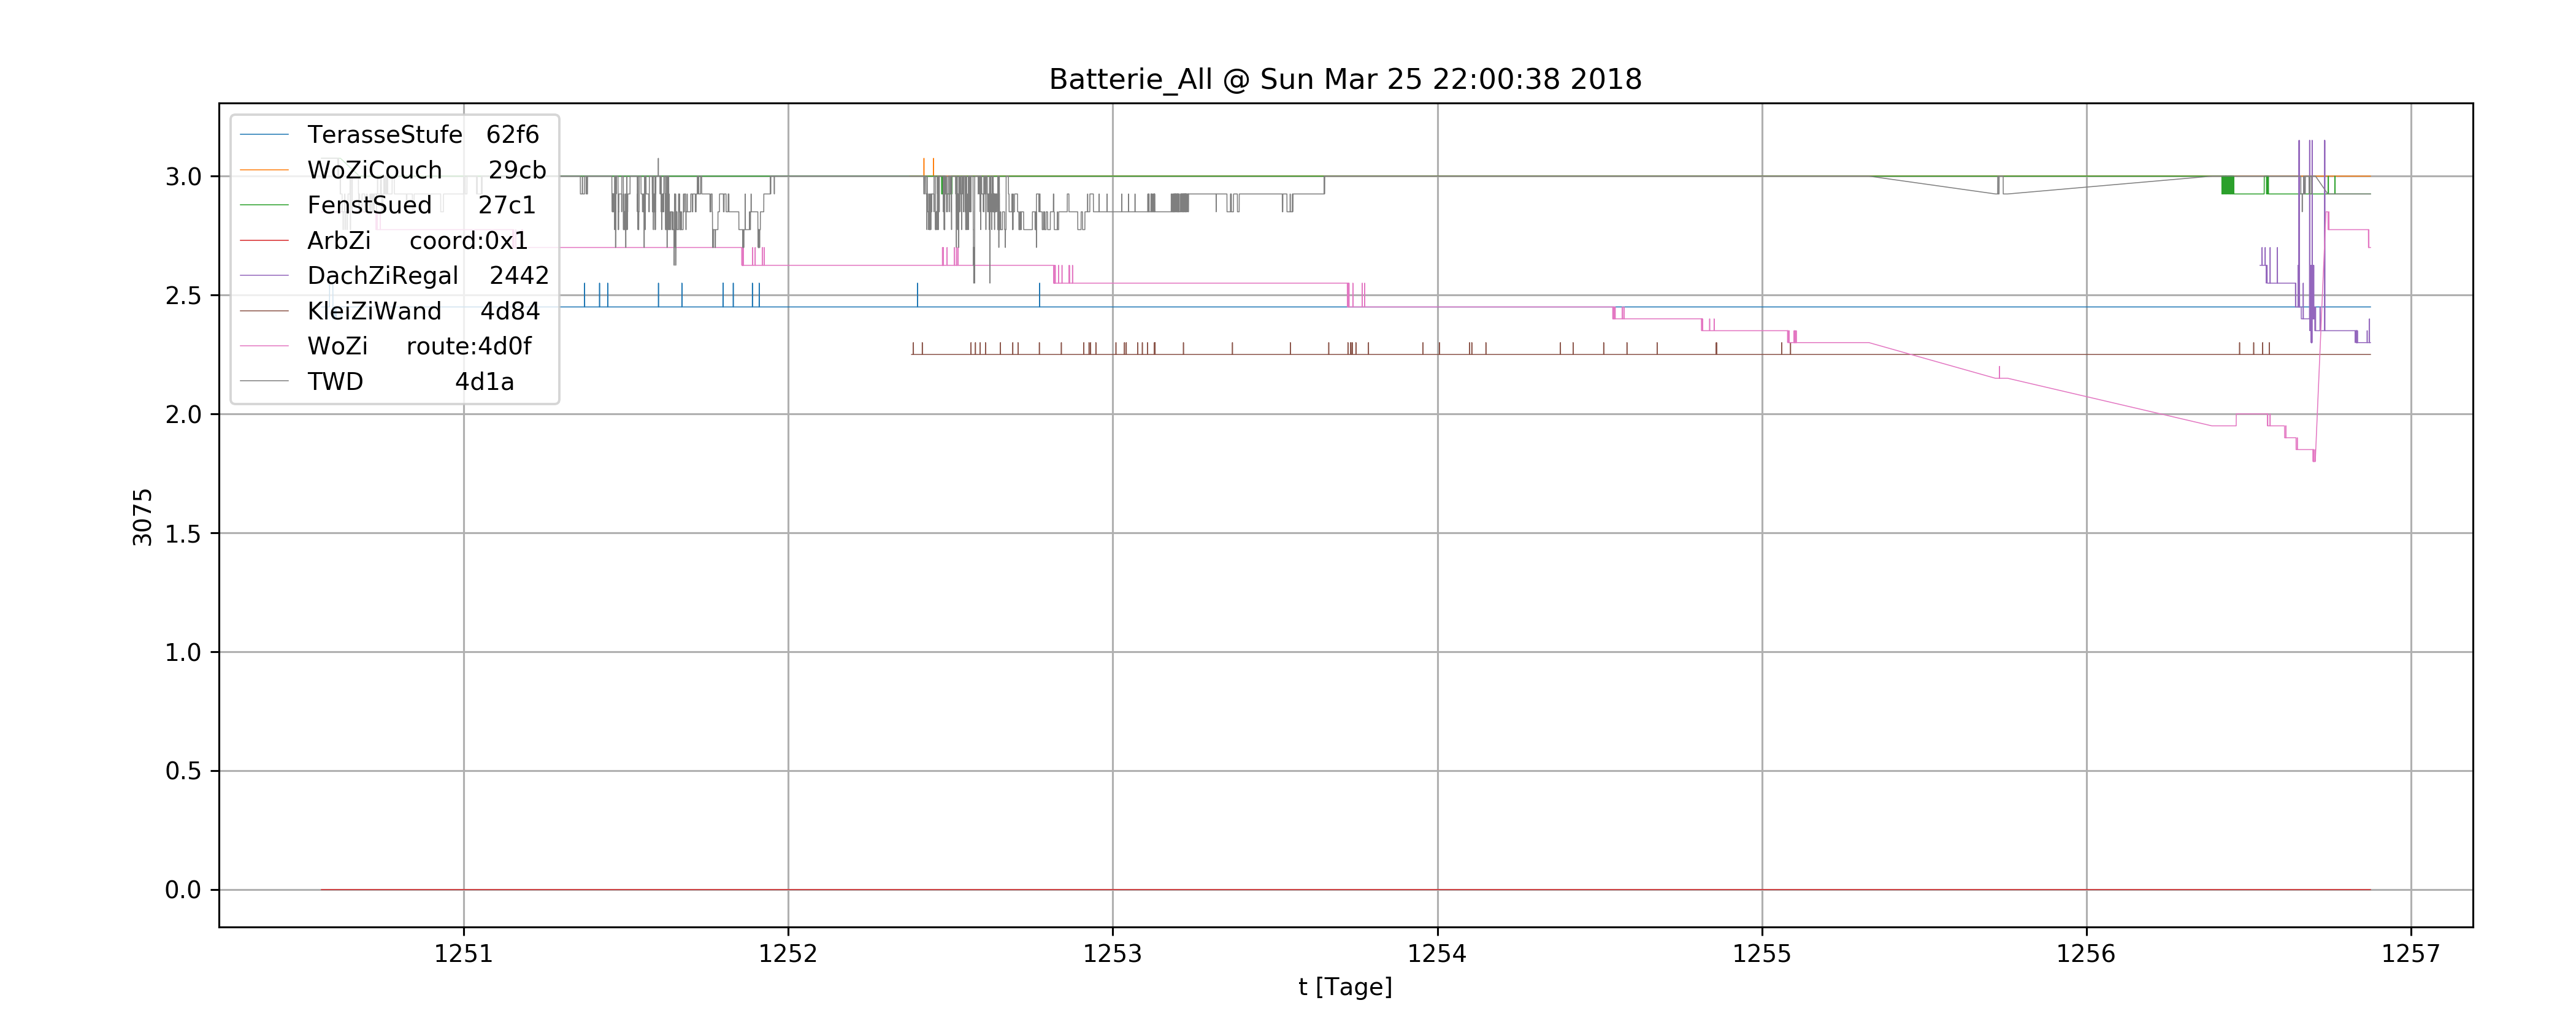 Batterie_All @ Sun Mar 25 22:00:38 2018
TerasseStufe 62f6
WoZiCouch 29cb
FenstSued 27c1
ArbZi coord:0x1
DachZiRegal 2442
KleiZiWand 4d84
WoZi route:4d0f
TWD 4d1a
3.0
2.5
2.0
1.5
1.0
0.5
0.0
3075
1251 1252 1253 1254 1255 1256 1257
t [Tage]